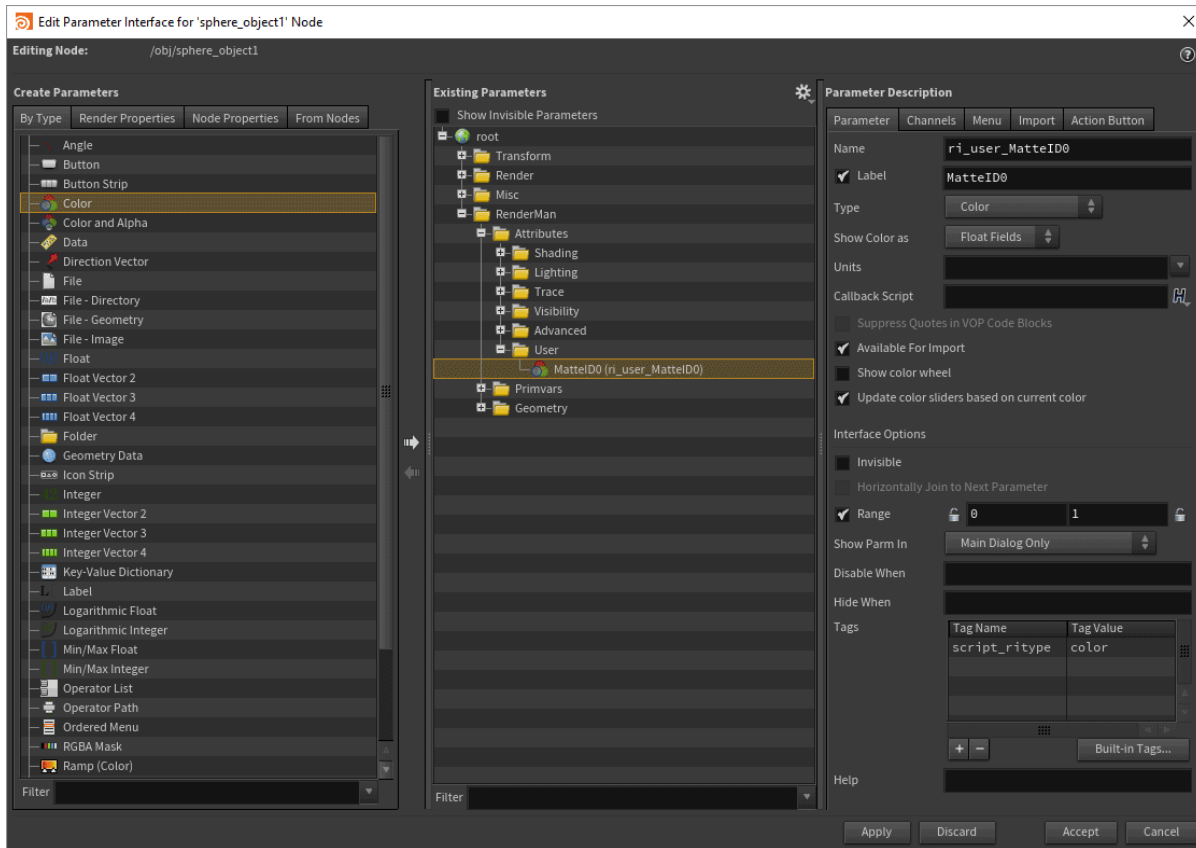 Edit Parameter Interface for 'sphere_object1' Node
Editing Node: /obj/sphere_object1
Create Parameters
By Type Render Properties Node Properties From Nodes
Angle
Button
Button Strip
Color
Color and Alpha
Data
Direction Vector
File
File - Directory
File - Geometry
File - Image
Float
Float Vector 2
Float Vector 3
Float Vector 4
Folder
Geometry Data
Icon Strip
Integer
Integer Vector 2
Integer Vector 3
Integer Vector 4
Key-Value Dictionary
Label
Logarithmic Float
Logarithmic Integer
Min/Max Float
Min/Max Integer
Operator List
Operator Path
Ordered Menu
RGBA Mask
Ramp (Color)
Filter
Existing Parameters
Show Invisible Parameters
root
Transform
Render
Misc
RenderMan
Attributes
Shading
Lighting
Trace
Visibility
Advanced
User
MatteID0 (ri_user_MatteID0)
Primvars
Geometry
Filter
Parameter Description
Parameter Channels Menu Import Action Button
Name ri_user_MatteID0
Label MatteID0
Type Color
Show Color as Float Fields
Units
Callback Script
Suppress Quotes in VOP Code Blocks
Available For Import
Show color wheel
Update color sliders based on current color
Interface Options
Invisible
Horizontally Join to Next Parameter
Range 0 1
Show Parm In Main Dialog Only
Disable When
Hide When
Tags Tag Name Tag Value
script_ritype color
+ − Built-in Tags...
Help
Apply Discard Accept Cancel